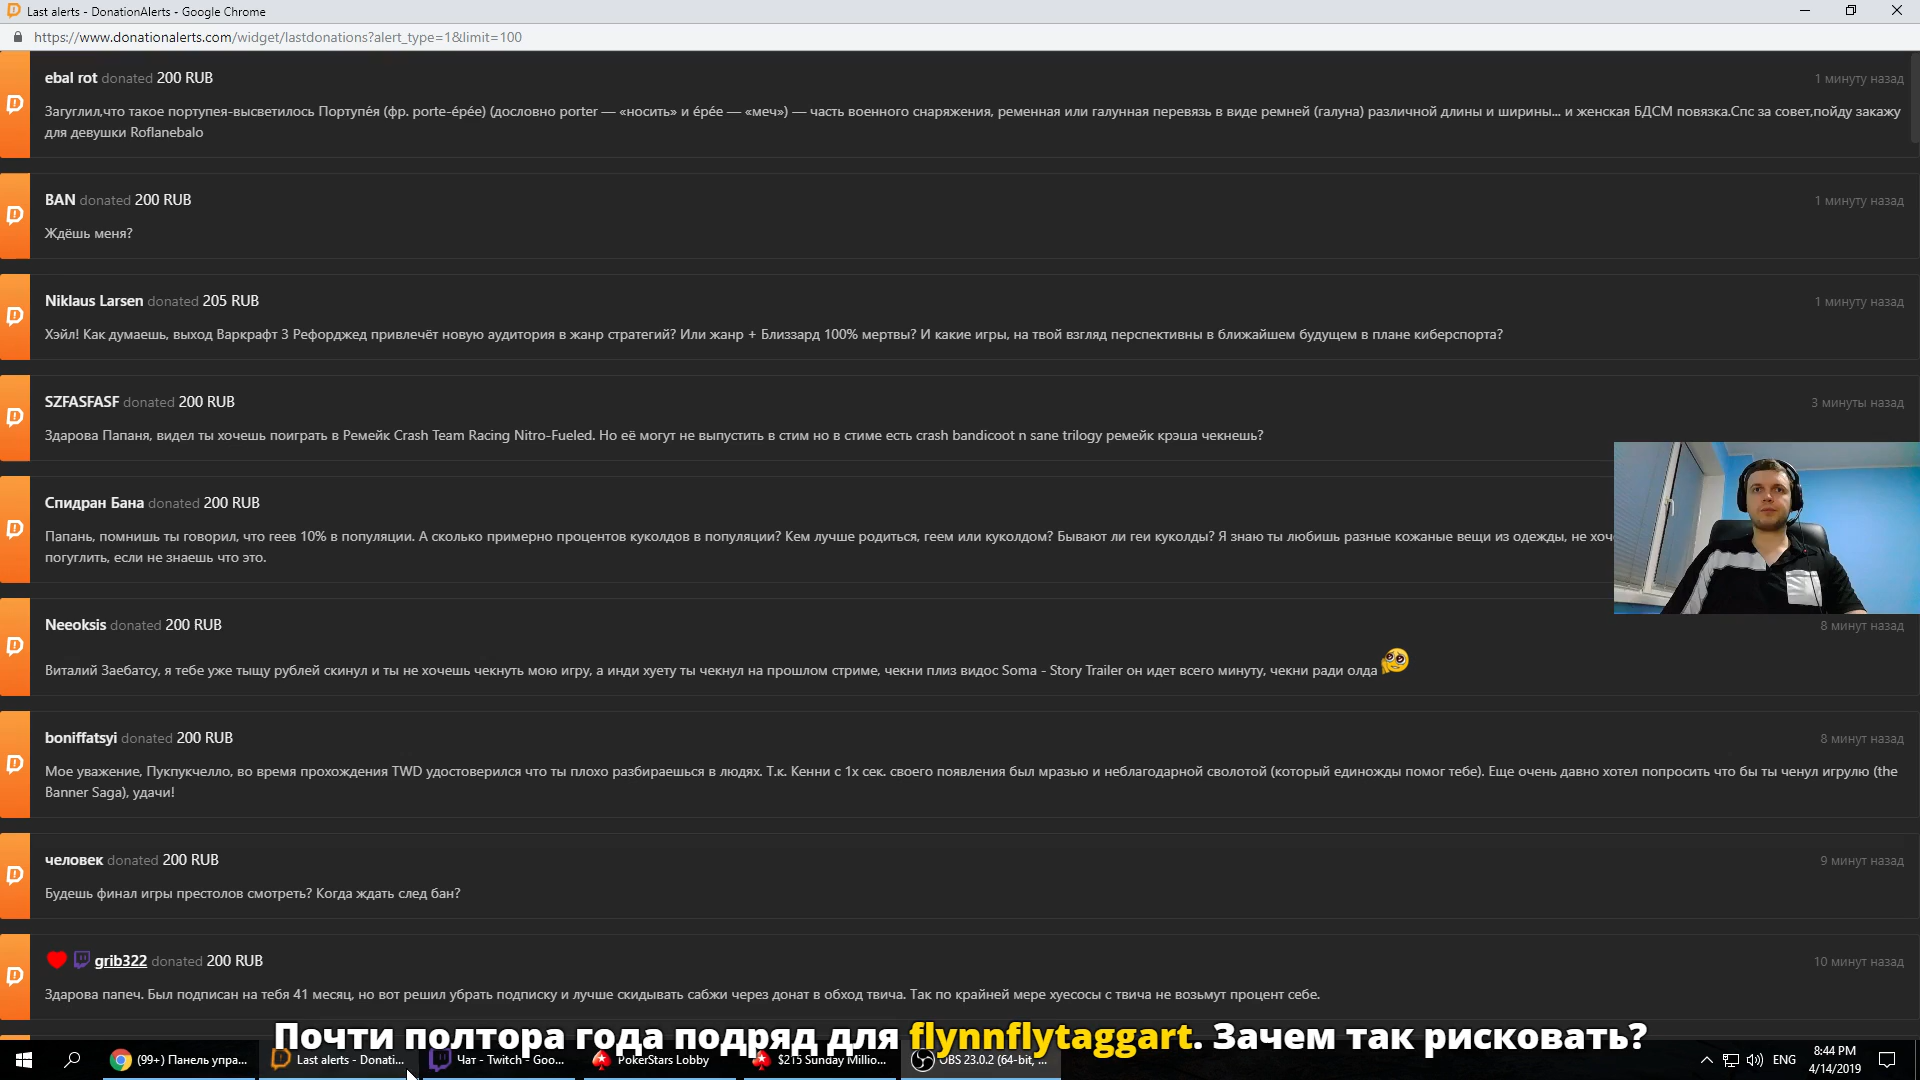 Last alerts - DonationAlerts - Google Chrome
https://www.donationalerts.com/widget/lastdonations?alert_type=1&limit=100
ebal rot donated 200 RUB
1 минуту назад
Загуглил,что такое портупея-высветилось Портупе́я (фр. porte-épée) (дословно porter — «носить» и épée — «меч») — часть военного снаряжения, ременная или галунная перевязь в виде ремней (галуна) различной длины и ширины... и женская БДСМ повязка.Спс за совет,пойду закажу
для девушки Roflanebalo
BAN donated 200 RUB
1 минуту назад
Ждёшь меня?
Niklaus Larsen donated 205 RUB
1 минуту назад
Хэйл! Как думаешь, выход Варкрафт 3 Рефорджед привлечёт новую аудитория в жанр стратегий? Или жанр + Близзард 100% мертвы? И какие игры, на твой взгляд перспективны в ближайшем будущем в плане киберспорта?
SZFASFASF donated 200 RUB
3 минуты назад
Здарова Папаня, видел ты хочешь поиграть в Ремейк Crash Team Racing Nitro-Fueled. Но её могут не выпустить в стим но в стиме есть crash bandicoot n sane trilogy ремейк крэша чекнешь?
Спидран Бана donated 200 RUB
Папань, помнишь ты говорил, что геев 10% в популяции. А сколько примерно процентов куколдов в популяции? Кем лучше родиться, геем или куколдом? Бывают ли геи куколды? Я знаю ты любишь разные кожаные вещи из одежды, не
погуглить, если не знаешь что это.
Neeoksis donated 200 RUB
8 минут назад
Виталий Заебатсу, я тебе уже тыщу рублей скинул и ты не хочешь чекнуть мою игру, а инди хуету ты чекнул на прошлом стриме, чекни плиз видос Soma - Story Trailer он идет всего минуту, чекни ради олда
boniffatsyi donated 200 RUB
8 минут назад
Мое уважение, Пукпукчелло, во время прохождения TWD удостоверился что ты плохо разбираешься в людях. Т.к. Кенни с 1х сек. своего появления был мразью и неблагодарной сволотой (который единожды помог тебе). Еще очень давно хотел попросить что бы ты ченул игрулю (the
Banner Saga), удачи!
человек donated 200 RUB
9 минут назад
Будешь финал игры престолов смотреть? Когда ждать след бан?
grib322 donated 200 RUB
10 минут назад
Здарова папеч. Был подписан на тебя 41 месяц, но вот решил убрать подписку и лучше скидывать сабжи через донат в обход твича. Так по крайней мере хуесосы с твича не возьмут процент себе.
Почти полтора года подряд для flynnflytaggart. Зачем так рисковать?
(99+) Панель упра...
Last alerts - Donati...
Чат - Twitch - Goo...
PokerStars Lobby
$215 Sunday Millio...
OBS 23.0.2 (64-bit, ...
ENG
8:44 PM
4/14/2019